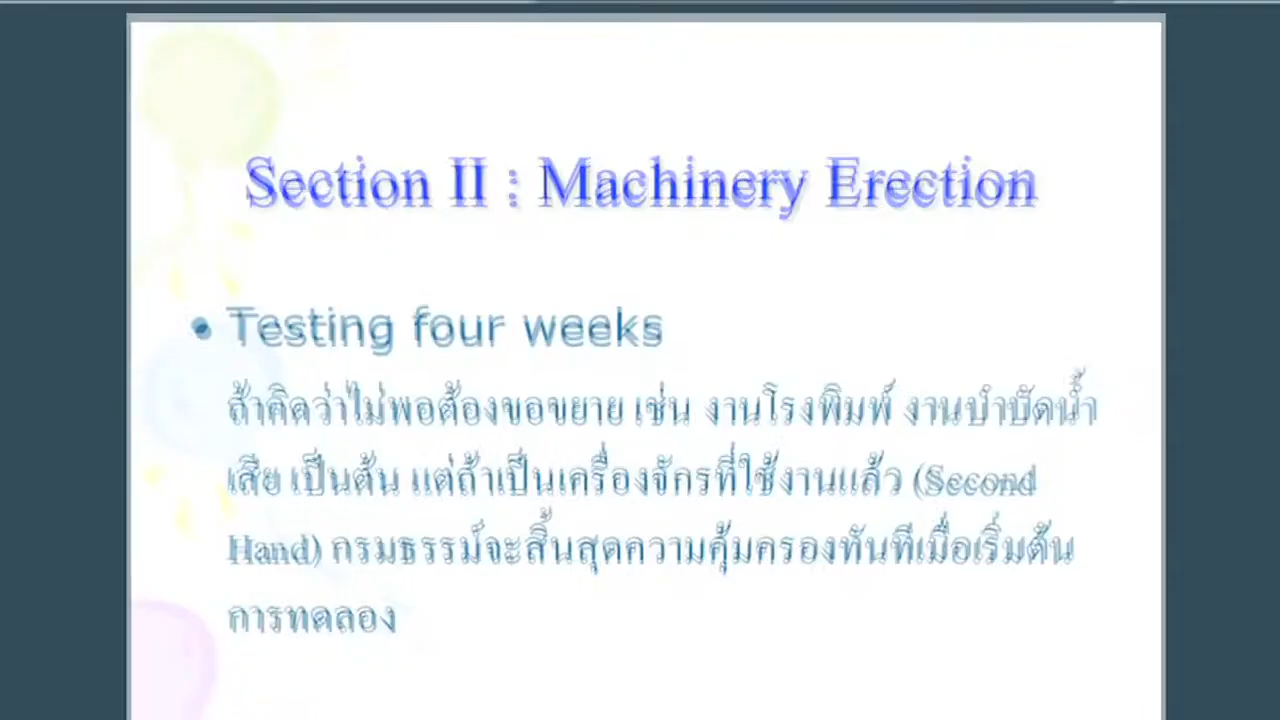 Section II : Machinery Erection
• Testing four weeks
ถ้าคิดว่าไม่พอต้องขอขยาย เช่น งานโรงพิมพ์ งานบำบัดน้ำ
เสีย เป็นต้น แต่ถ้าเป็นเครื่องจักรที่ใช้งานแล้ว (Second
Hand) กรมธรรม์จะสิ้นสุดความคุ้มครองทันทีเมื่อเริ่มต้น
การทดลอง